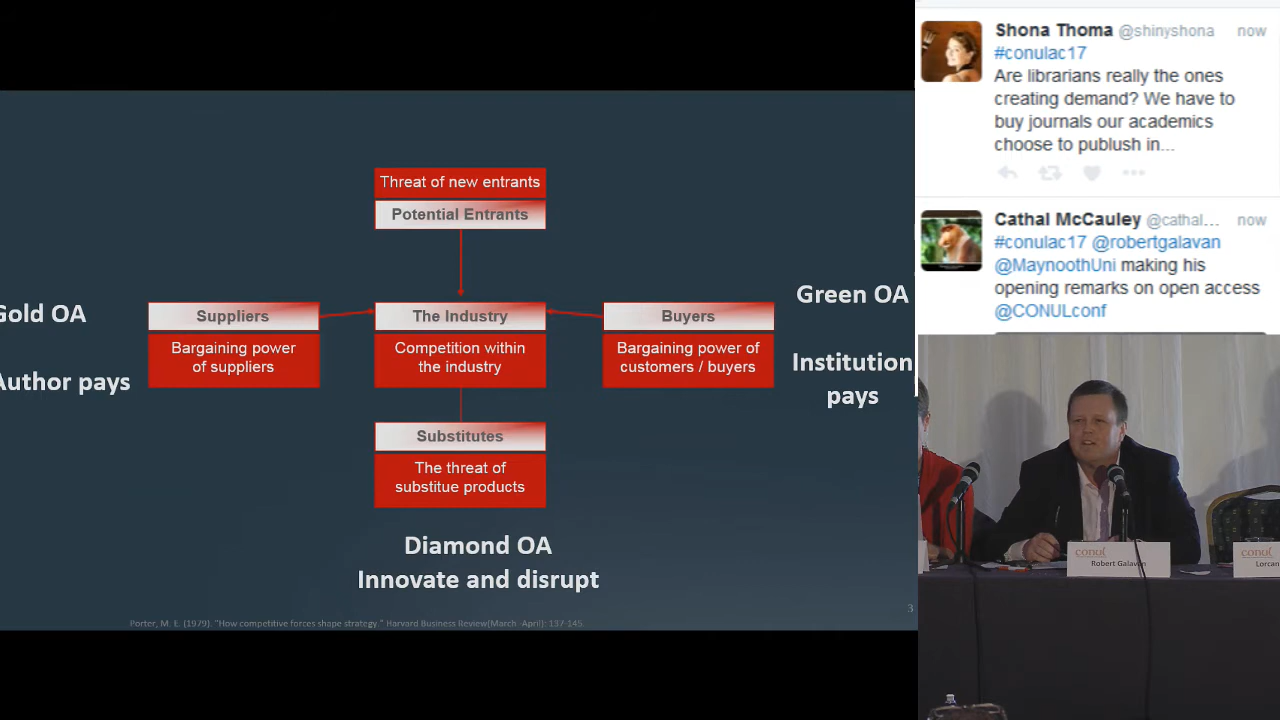 Threat of new entrants
Potential Entrants
Gold OA
Author pays
Suppliers
Bargaining power
of suppliers
The Industry
Competition within
the industry
Buyers
Bargaining power of
customers / buyers
Green OA
Institution
pays
Substitutes
The threat of
substitue products
Diamond OA
Innovate and disrupt
3
Porter, M. E. (1979). "How competitive forces shape strategy." Harvard Business Review(March -April): 137-145.
Shona Thoma @shinyshona now
#conulac17
Are librarians really the ones
creating demand? We have to
buy journals our academics
choose to publush in...
Cathal McCauley @cathal... now
#conulac17 @robertgalavan
@MaynoothUni making his
opening remarks on open access
@CONULconf
conul
Robert Galavan
conul
Lorcan